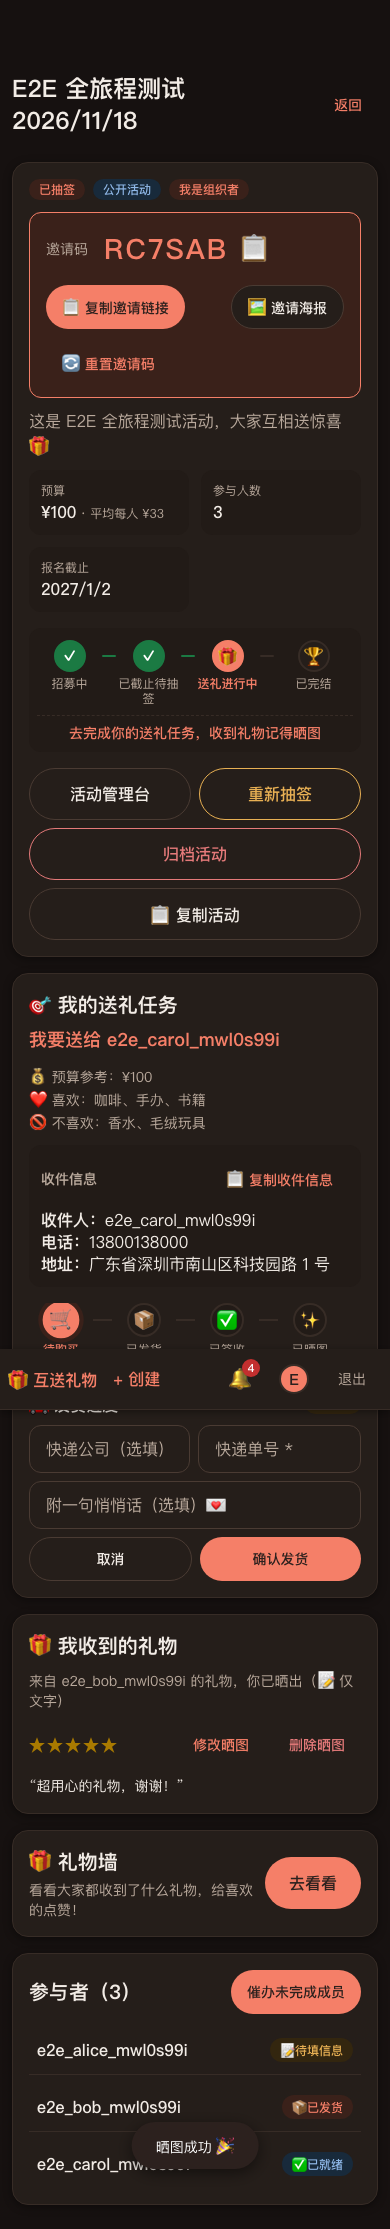 E2E 全旅程测试
2026/11/18
返回
已抽签 公开活动 我是组织者
邀请码 RC7SAB 📋
📋 复制邀请链接 🖼️ 邀请海报
🔄 重置邀请码
这是 E2E 全旅程测试活动，大家互相送惊喜
🎁
预算
¥100 · 平均每人 ¥33
参与人数
3
报名截止
2027/1/2
招募中 已截止待抽签 送礼进行中 已完结
去完成你的送礼任务，收到礼物记得晒图
活动管理台 重新抽签
归档活动
📋 复制活动
🎯 我的送礼任务
我要送给 e2e_carol_mwl0s99i
💰 预算参考：¥100
❤️ 喜欢：咖啡、手办、书籍
🚫 不喜欢：香水、毛绒玩具
收件信息 📋 复制收件信息
收件人：e2e_carol_mwl0s99i
电话：13800138000
地址：广东省深圳市南山区科技园路 1 号
🎁 互送礼物 + 创建 🔔 4 E 退出
快递公司（选填） 快递单号 *
附一句悄悄话（选填）💌
取消 确认发货
🎁 我收到的礼物
来自 e2e_bob_mwl0s99i 的礼物，你已晒出（📝 仅
文字）
★★★★★ 修改晒图 删除晒图
“超用心的礼物，谢谢！”
🎁 礼物墙
看看大家都收到了什么礼物，给喜欢
的点赞！
去看看
参与者（3） 催办未完成成员
e2e_alice_mwl0s99i 📝待填信息
e2e_bob_mwl0s99i 📦已发货
晒图成功 🎉
e2e_carol ✅已就绪